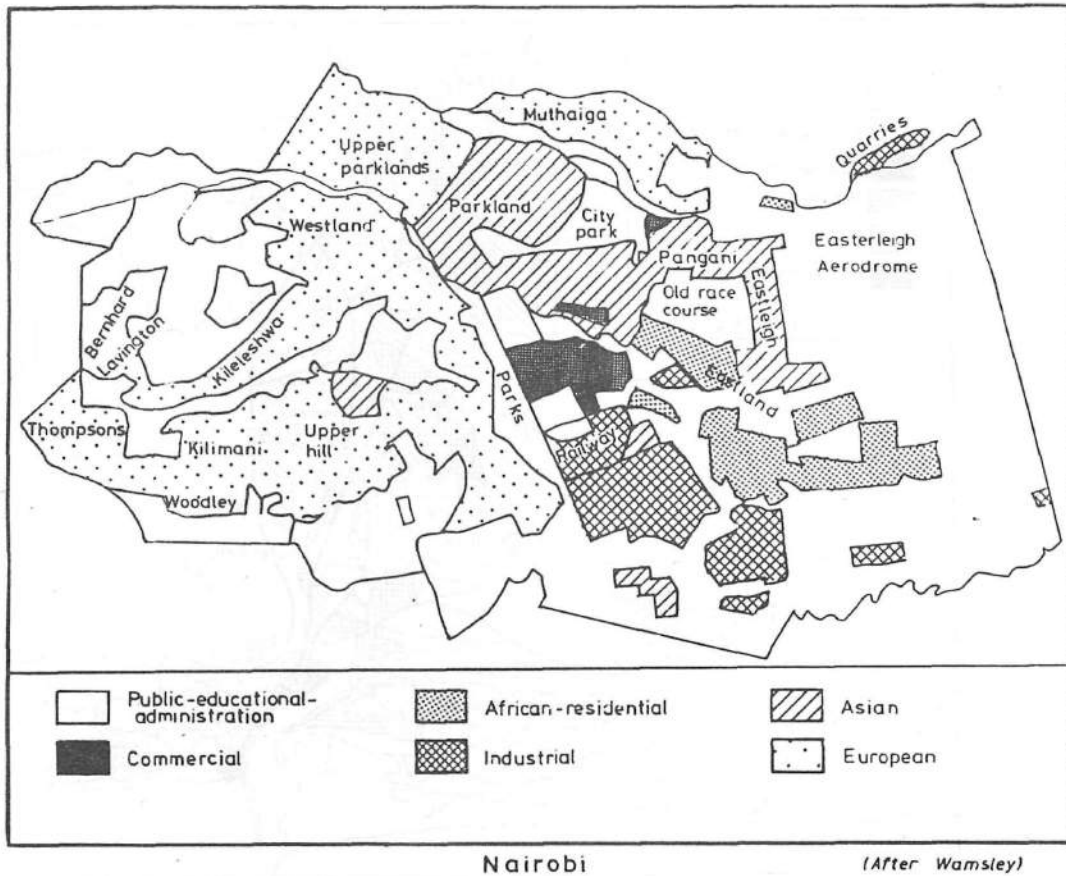 Muthaiga
Quarries
Upper
parklands
Parkland
City
park
Westland
Pangani
Easterleigh
Aerodrome
Old race
course
Eastleigh
Bernhard
Lavington
Kileleshwa
Parks
Eastland
Thompsons
Kilimani
Upper
hill
Railway
Woodley
Public-educational-
administration
African-residential
Asian
Commercial
Industrial
European
Nairobi
(After Wamsley)